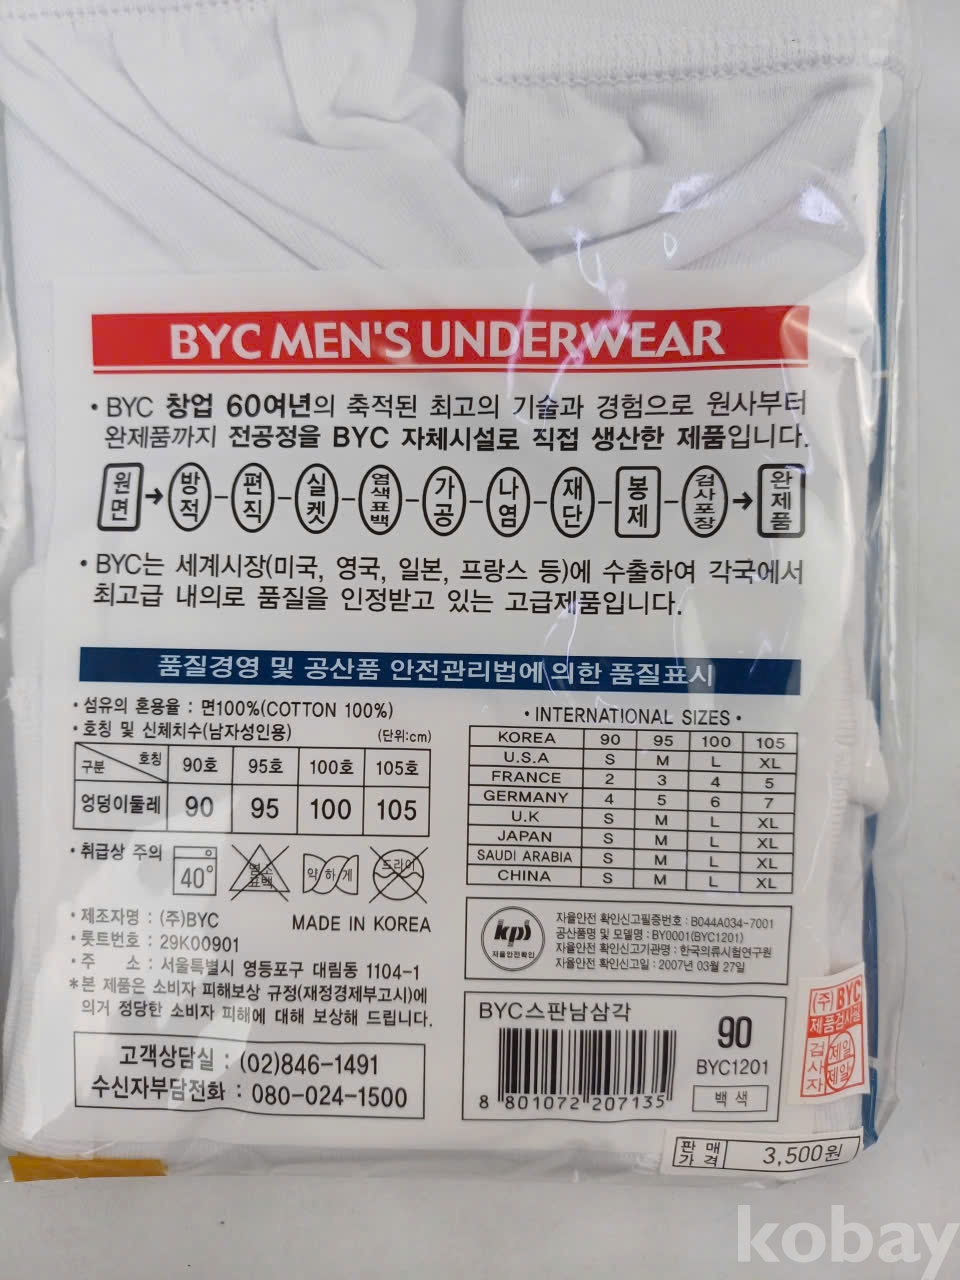 BYC MEN'S UNDERWEAR
• BYC 창업 60여년의 축적된 최고의 기술과 경험으로 원사부터
완제품까지 전공정을 BYC 자체시설로 직접 생산한 제품입니다.
원면 → 방적 - 편직 - 실켓 - 염색표백 - 가공 - 나염 - 재단 - 봉제 - 검사포장 → 완제품
• BYC는 세계시장(미국, 영국, 일본, 프랑스 등)에 수출하여 각국에서
최고급 내의로 품질을 인정받고 있는 고급제품입니다.
품질경영 및 공산품 안전관리법에 의한 품질표시
• 섬유의 혼용율 : 면100%(COTTON 100%)
• 호칭 및 신체치수(남자성인용) (단위:cm)
구분 호칭 90호 95호 100호 105호
엉덩이둘레 90 95 100 105
• 취급상 주의 40° 염소표백 약하게 드라이
• 제조자명 : (주)BYC MADE IN KOREA
• 롯트번호 : 29K00901
• 주 소 : 서울특별시 영등포구 대림동 1104-1
*본 제품은 소비자 피해보상 규정(재정경제부고시)에
의거 정당한 소비자 피해에 대해 보상해 드립니다.
고객상담실 : (02)846-1491
수신자부담전화 : 080-024-1500
• INTERNATIONAL SIZES •
KOREA 90 95 100 105
U.S.A S M L XL
FRANCE 2 3 4 5
GERMANY 4 5 6 7
U.K S M L XL
JAPAN S M L XL
SAUDI ARABIA S M L XL
CHINA S M L XL
kps
자율안전확인
자율안전 확인신고필증번호 : B044A034-7001
공산품명 및 모델명 : BY0001(BYC1201)
자율안전 확인신고기관명 : 한국의류시험연구원
자율안전 확인신고일 : 2007년 03월 27일
BYC스판남삼각
90
BYC1201
백색
8 801072 207135
(주)BYC
제품검사필
검사자 제일 제일
판매가격 3,500원
kobay